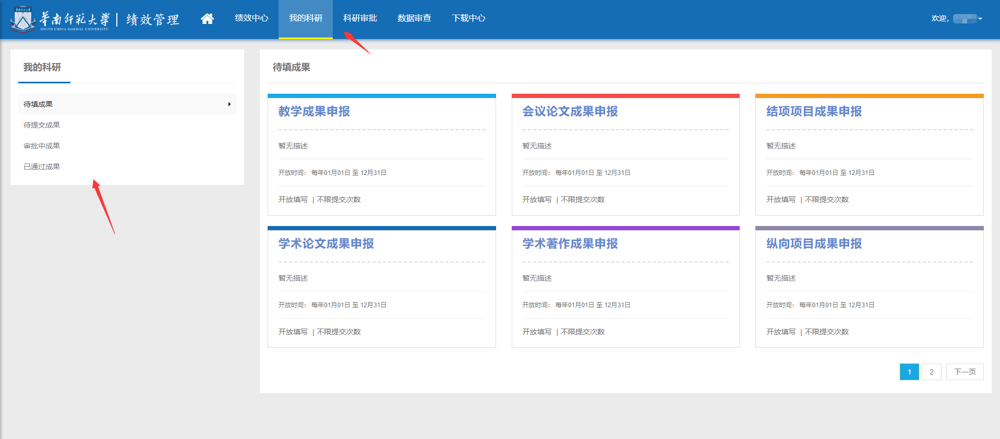 1933
華南师范大學
華南师範大學
SOUTH CHINA NORMAL UNIVERSITY
绩效管理
绩效中心
我的科研
科研审批
数据审查
下载中心
欢迎,
我的科研
待填成果
待提交成果
审批中成果
已通过成果
待填成果
教学成果申报
暂无描述
开放时间: 每年01月01日 至 12月31日
开放填写 | 不限提交次数
会议论文成果申报
暂无描述
开放时间: 每年01月01日 至 12月31日
开放填写 | 不限提交次数
结项项目成果申报
暂无描述
开放时间: 每年01月01日 至 12月31日
开放填写 | 不限提交次数
学术论文成果申报
暂无描述
开放时间: 每年01月01日 至 12月31日
开放填写 | 不限提交次数
学术著作成果申报
暂无描述
开放时间: 每年01月01日 至 12月31日
开放填写 | 不限提交次数
纵向项目成果申报
暂无描述
开放时间: 每年01月01日 至 12月31日
开放填写 | 不限提交次数
1 2 下一页